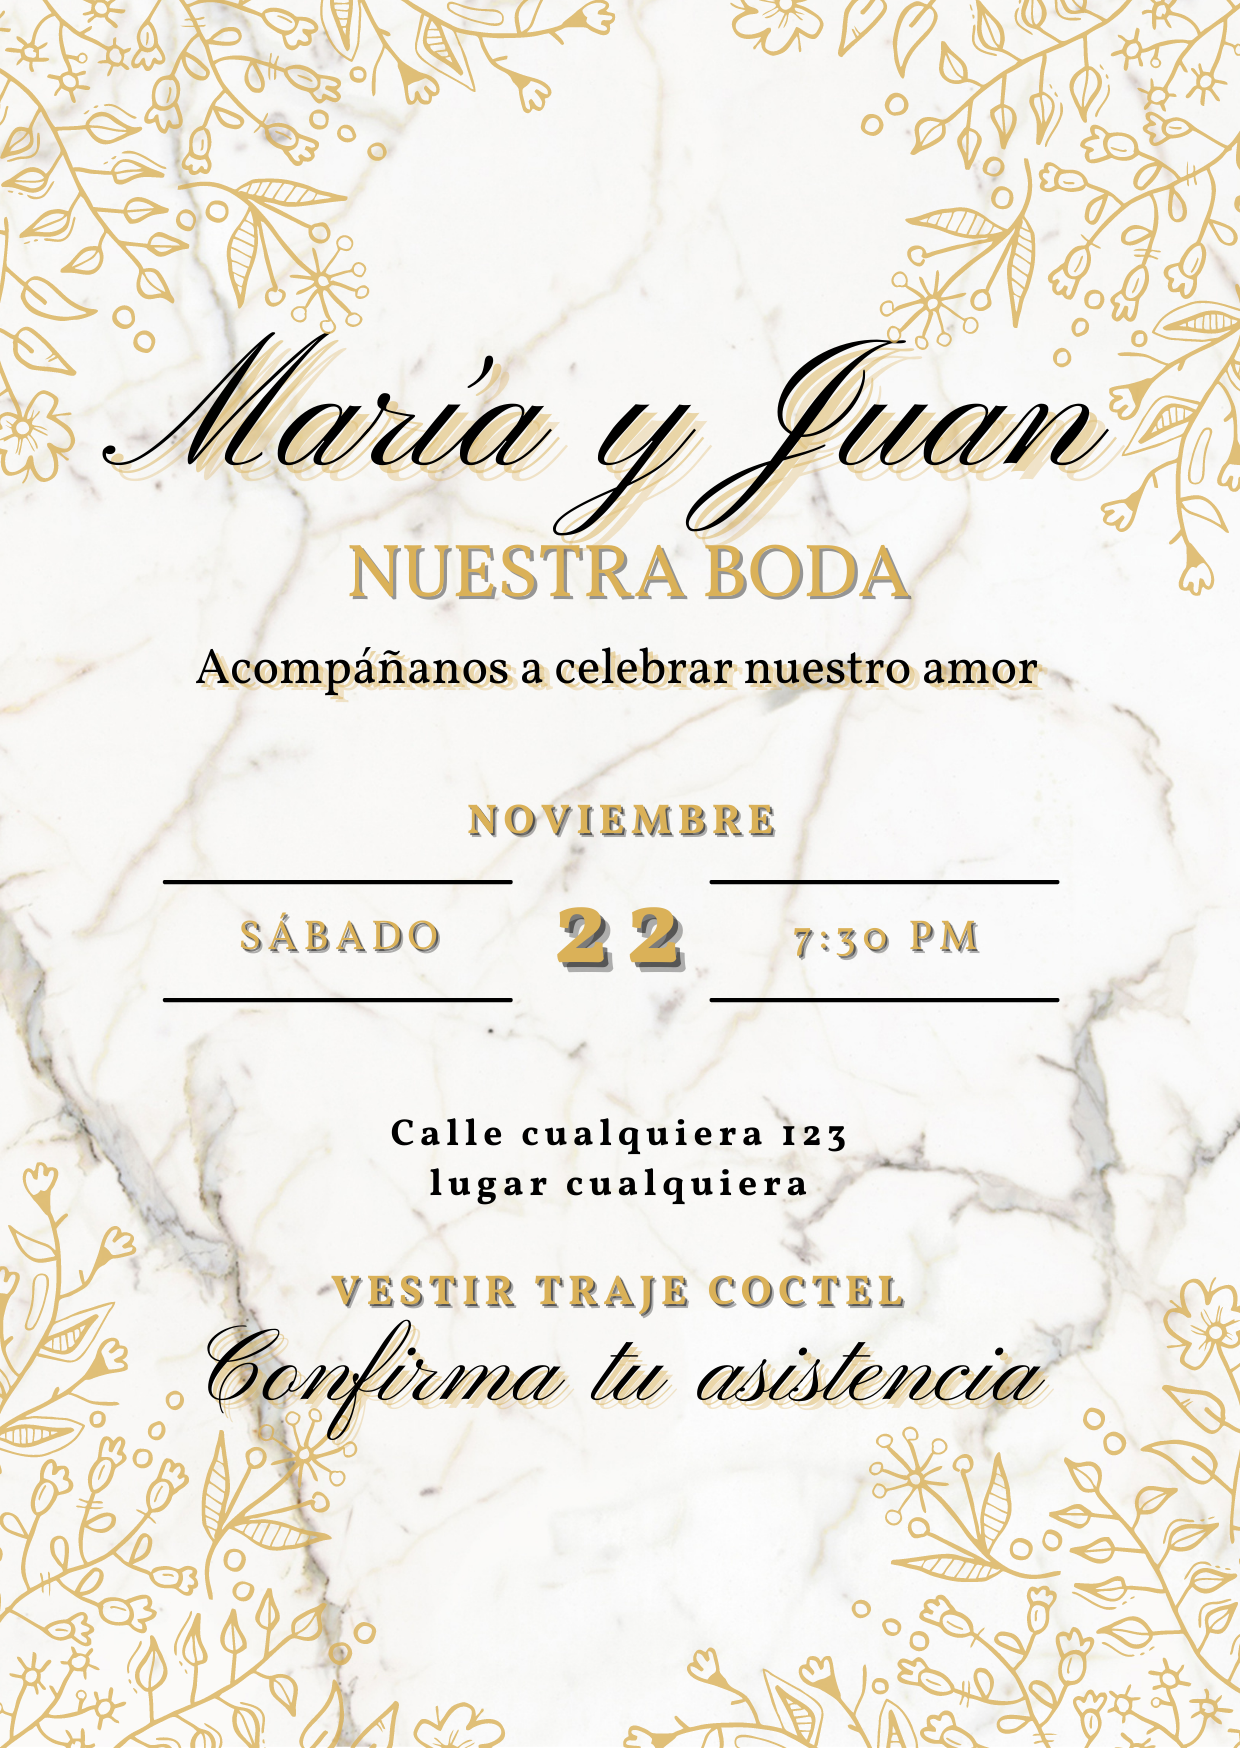 María y Juan
NUESTRA BODA
Acompáñanos a celebrar nuestro amor
NOVIEMBRE
SÁBADO 22 7:30 PM
Calle cualquiera 123
lugar cualquiera
VESTIR TRAJE COCTEL
Confirma tu asistencia